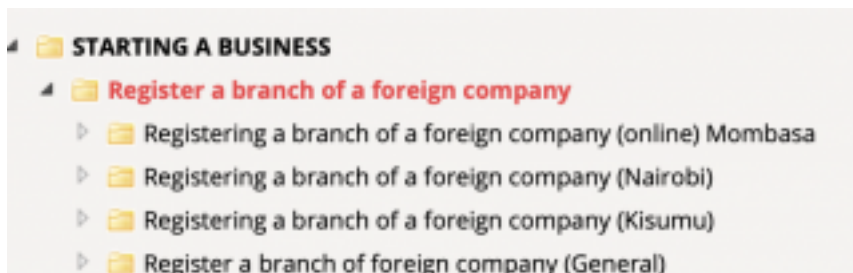 STARTING A BUSINESS
Register a branch of a foreign company
Registering a branch of a foreign company (online) Mombasa
Registering a branch of a foreign company (Nairobi)
Registering a branch of a foreign company (Kisumu)
Register a branch of foreign company (General)